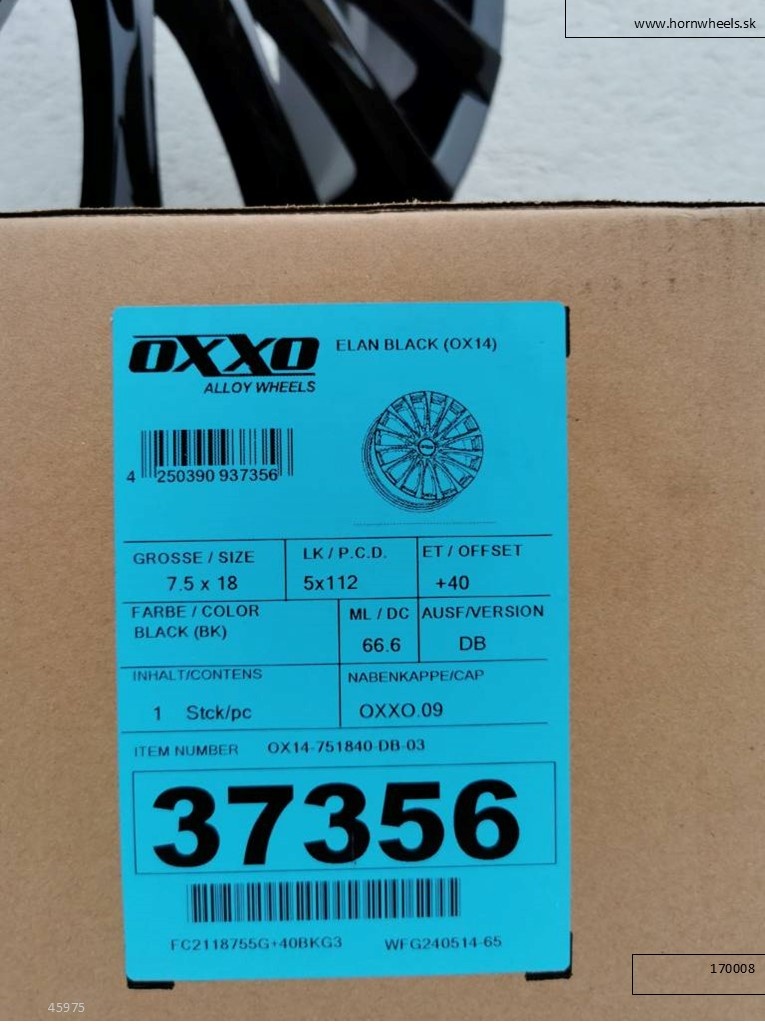 www.hornwheels.sk
OXXO
ALLOY WHEELS
ELAN BLACK (OX14)
4 250390 937356
GROSSE / SIZE
7.5 x 18
LK / P.C.D.
5x112
ET / OFFSET
+40
FARBE / COLOR
BLACK (BK)
ML / DC
66.6
AUSF/VERSION
DB
INHALT/CONTENS
1 Stck/pc
NABENKAPPE/CAP
OXXO.09
ITEM NUMBER OX14-751840-DB-03
37356
FC2118755G+40BKG3 WFG240514-65
170008
45975